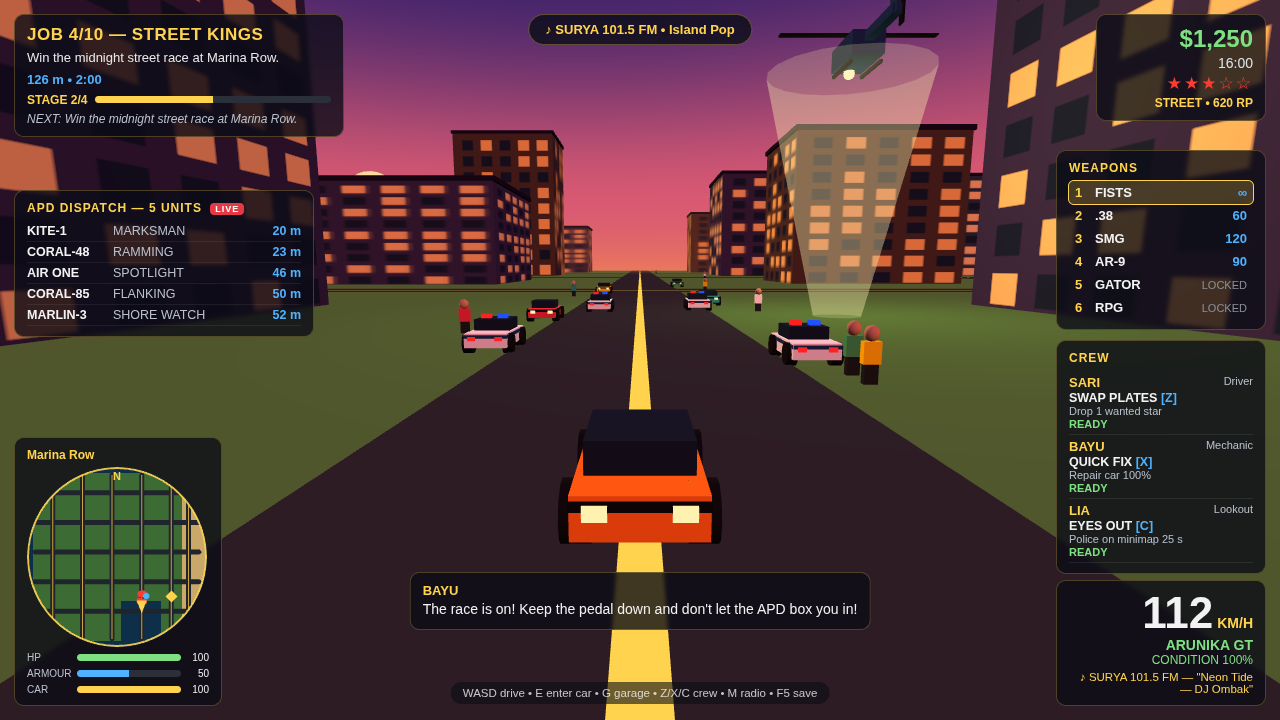 JOB 4/10 — STREET KINGS
Win the midnight street race at Marina Row.
126 m • 2:00
STAGE 2/4
NEXT: Win the midnight street race at Marina Row.
♪ SURYA 101.5 FM • Island Pop
$1,250
16:00
★★★☆☆
STREET • 620 RP
APD DISPATCH — 5 UNITS LIVE
KITE-1 MARKSMAN 20 m
CORAL-48 RAMMING 23 m
AIR ONE SPOTLIGHT 46 m
CORAL-85 FLANKING 50 m
MARLIN-3 SHORE WATCH 52 m
WEAPONS
1 FISTS ∞
2 .38 60
3 SMG 120
4 AR-9 90
5 GATOR LOCKED
6 RPG LOCKED
CREW
SARI Driver
SWAP PLATES [Z]
Drop 1 wanted star
READY
BAYU Mechanic
QUICK FIX [X]
Repair car 100%
READY
LIA Lookout
EYES OUT [C]
Police on minimap 25 s
READY
Marina Row
N
HP 100
ARMOUR 50
CAR 100
BAYU
The race is on! Keep the pedal down and don't let the APD box you in!
WASD drive • E enter car • G garage • Z/X/C crew • M radio • F5 save
112 KM/H
ARUNIKA GT
CONDITION 100%
♪ SURYA 101.5 FM — "Neon Tide
— DJ Ombak"